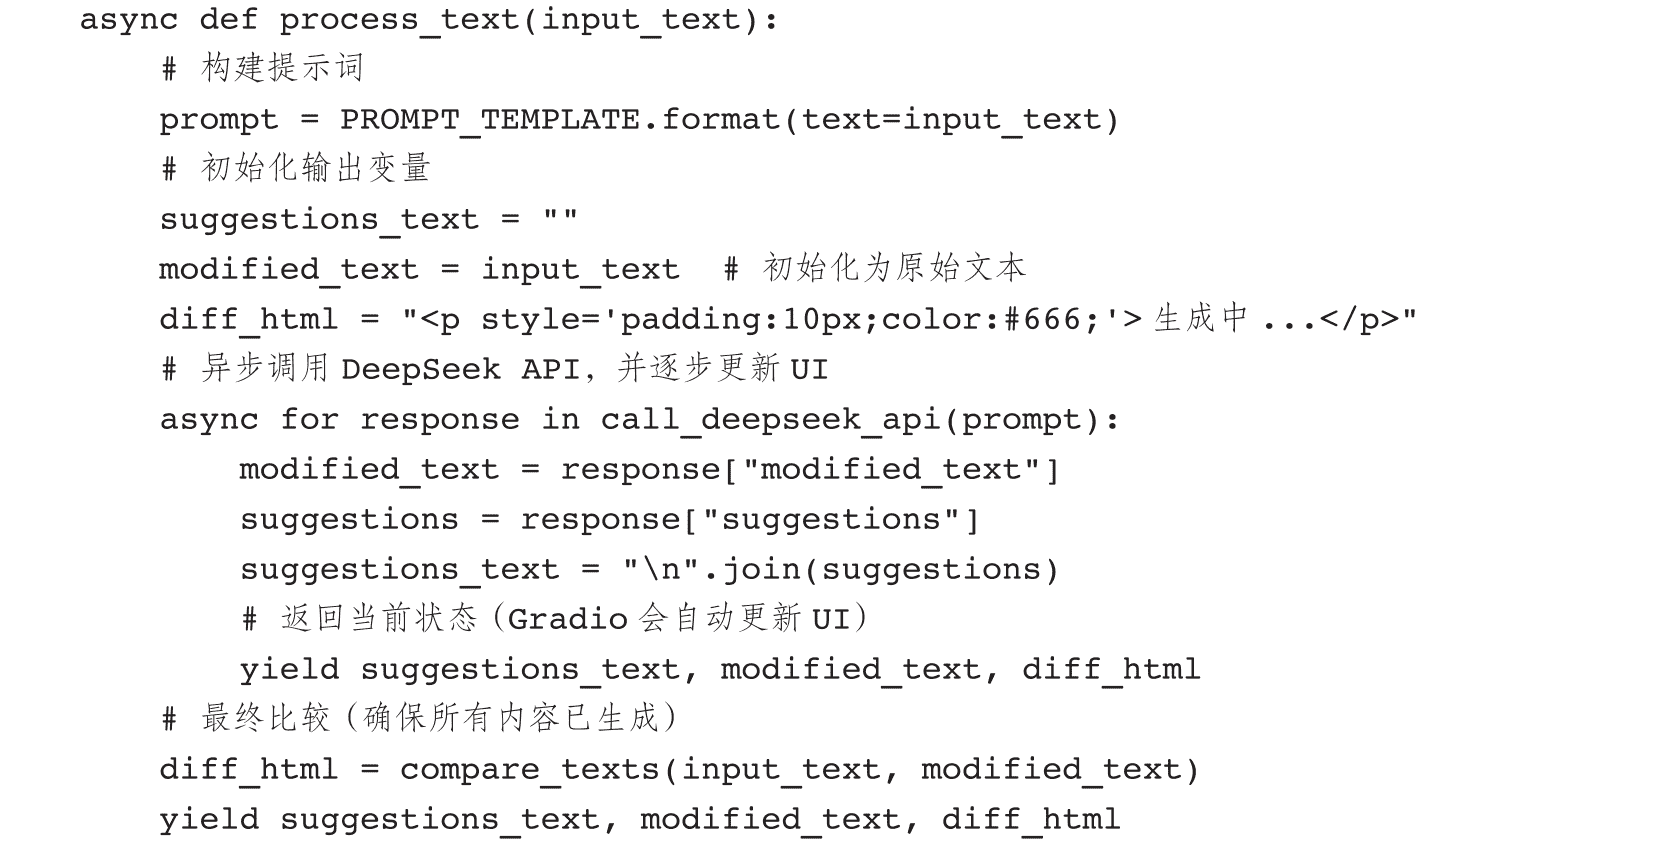 async def process_text(input_text):
    # 构建提示词
    prompt = PROMPT_TEMPLATE.format(text=input_text)
    # 初始化输出变量
    suggestions_text = ""
    modified_text = input_text  # 初始化为原始文本
    diff_html = "<p style='padding:10px;color:#666;'>生成中...</p>"
    # 异步调用 DeepSeek API，并逐步更新 UI
    async for response in call_deepseek_api(prompt):
        modified_text = response["modified_text"]
        suggestions = response["suggestions"]
        suggestions_text = "\n".join(suggestions)
        # 返回当前状态（Gradio 会自动更新 UI）
        yield suggestions_text, modified_text, diff_html
    # 最终比较（确保所有内容已生成）
    diff_html = compare_texts(input_text, modified_text)
    yield suggestions_text, modified_text, diff_html